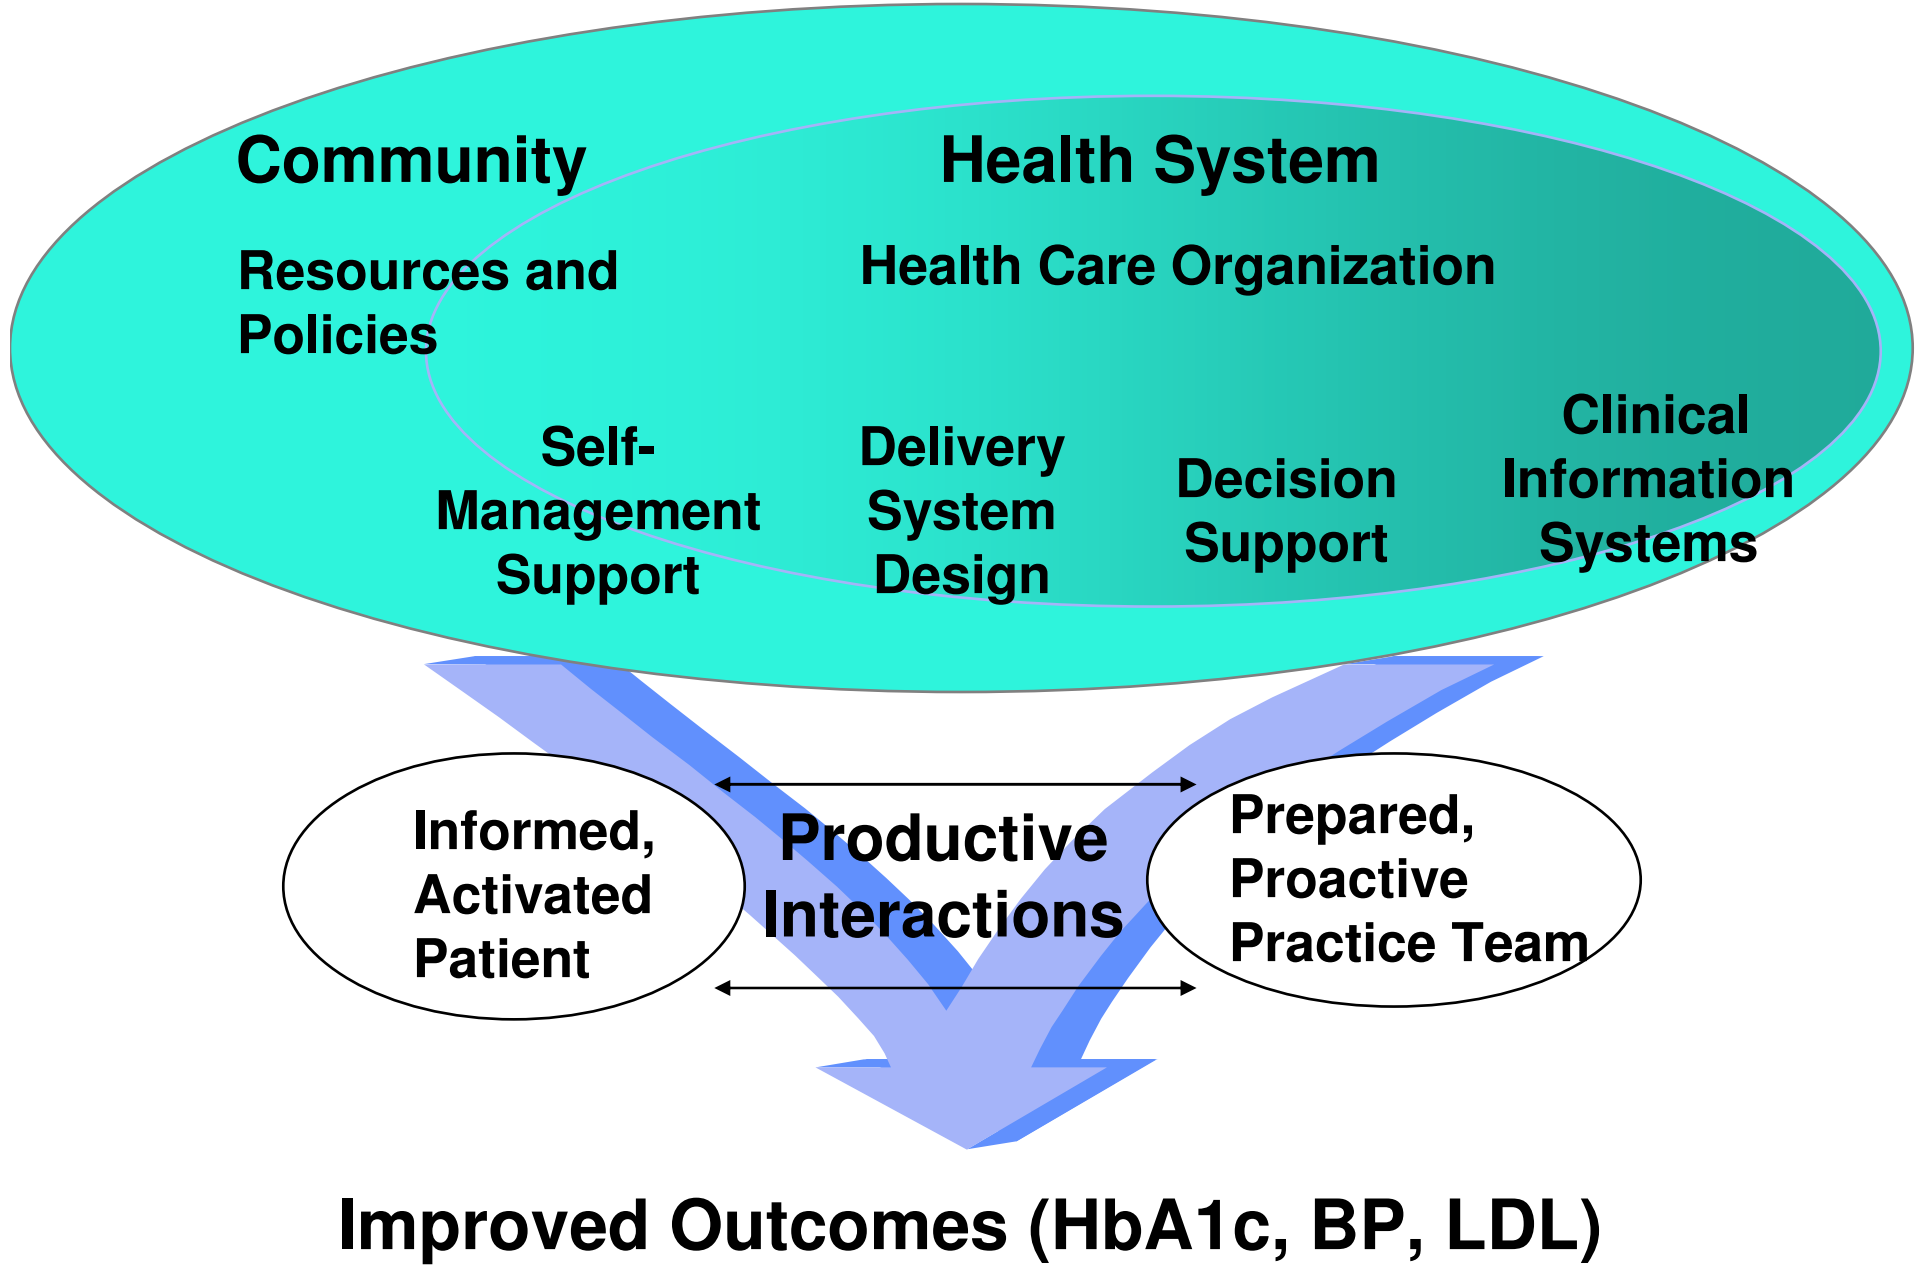 Community
Health System
Resources and
Policies
Health Care Organization
Self-
Management
Support
Delivery
System
Design
Decision
Support
Clinical
Information
Systems
Informed,
Activated
Patient
Productive
Interactions
Prepared,
Proactive
Practice Team
Improved Outcomes (HbA1c, BP, LDL)